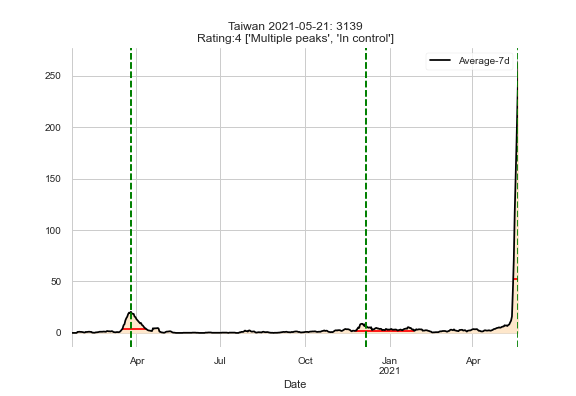 Taiwan 2021-05-21: 3139
Rating:4 ['Multiple peaks', 'In control']
Average-7d
250
200
150
100
50
0
Apr
Jul
Oct
Jan
2021
Apr
Date